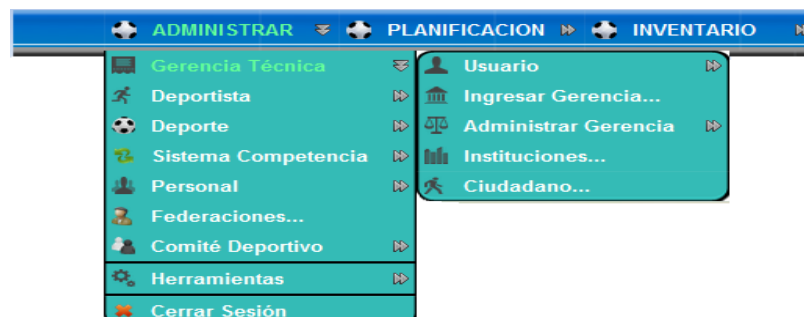 ADMINISTRAR PLANIFICACION INVENTARIO
Gerencia Técnica
Deportista
Deporte
Sistema Competencia
Personal
Federaciones...
Comité Deportivo
Herramientas
Cerrar Sesión
Usuario
Ingresar Gerencia...
Administrar Gerencia
Instituciones...
Ciudadano...